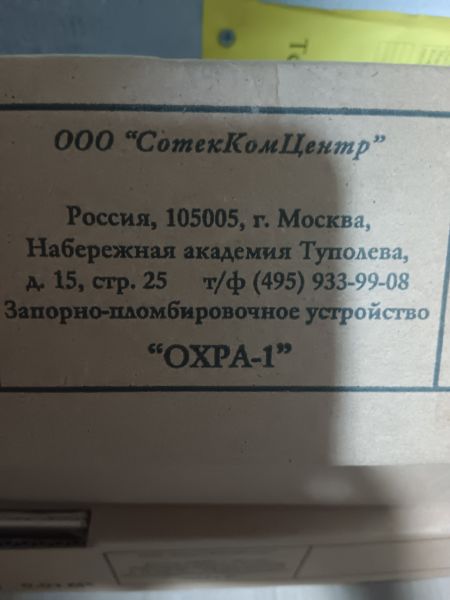 ООО “СотекКомЦентр”
Россия, 105005, г. Москва,
Набережная академия Туполева,
д. 15, стр. 25 т/ф (495) 933-99-08
Запорно-пломбировочное устройство
“ОХРА-1”